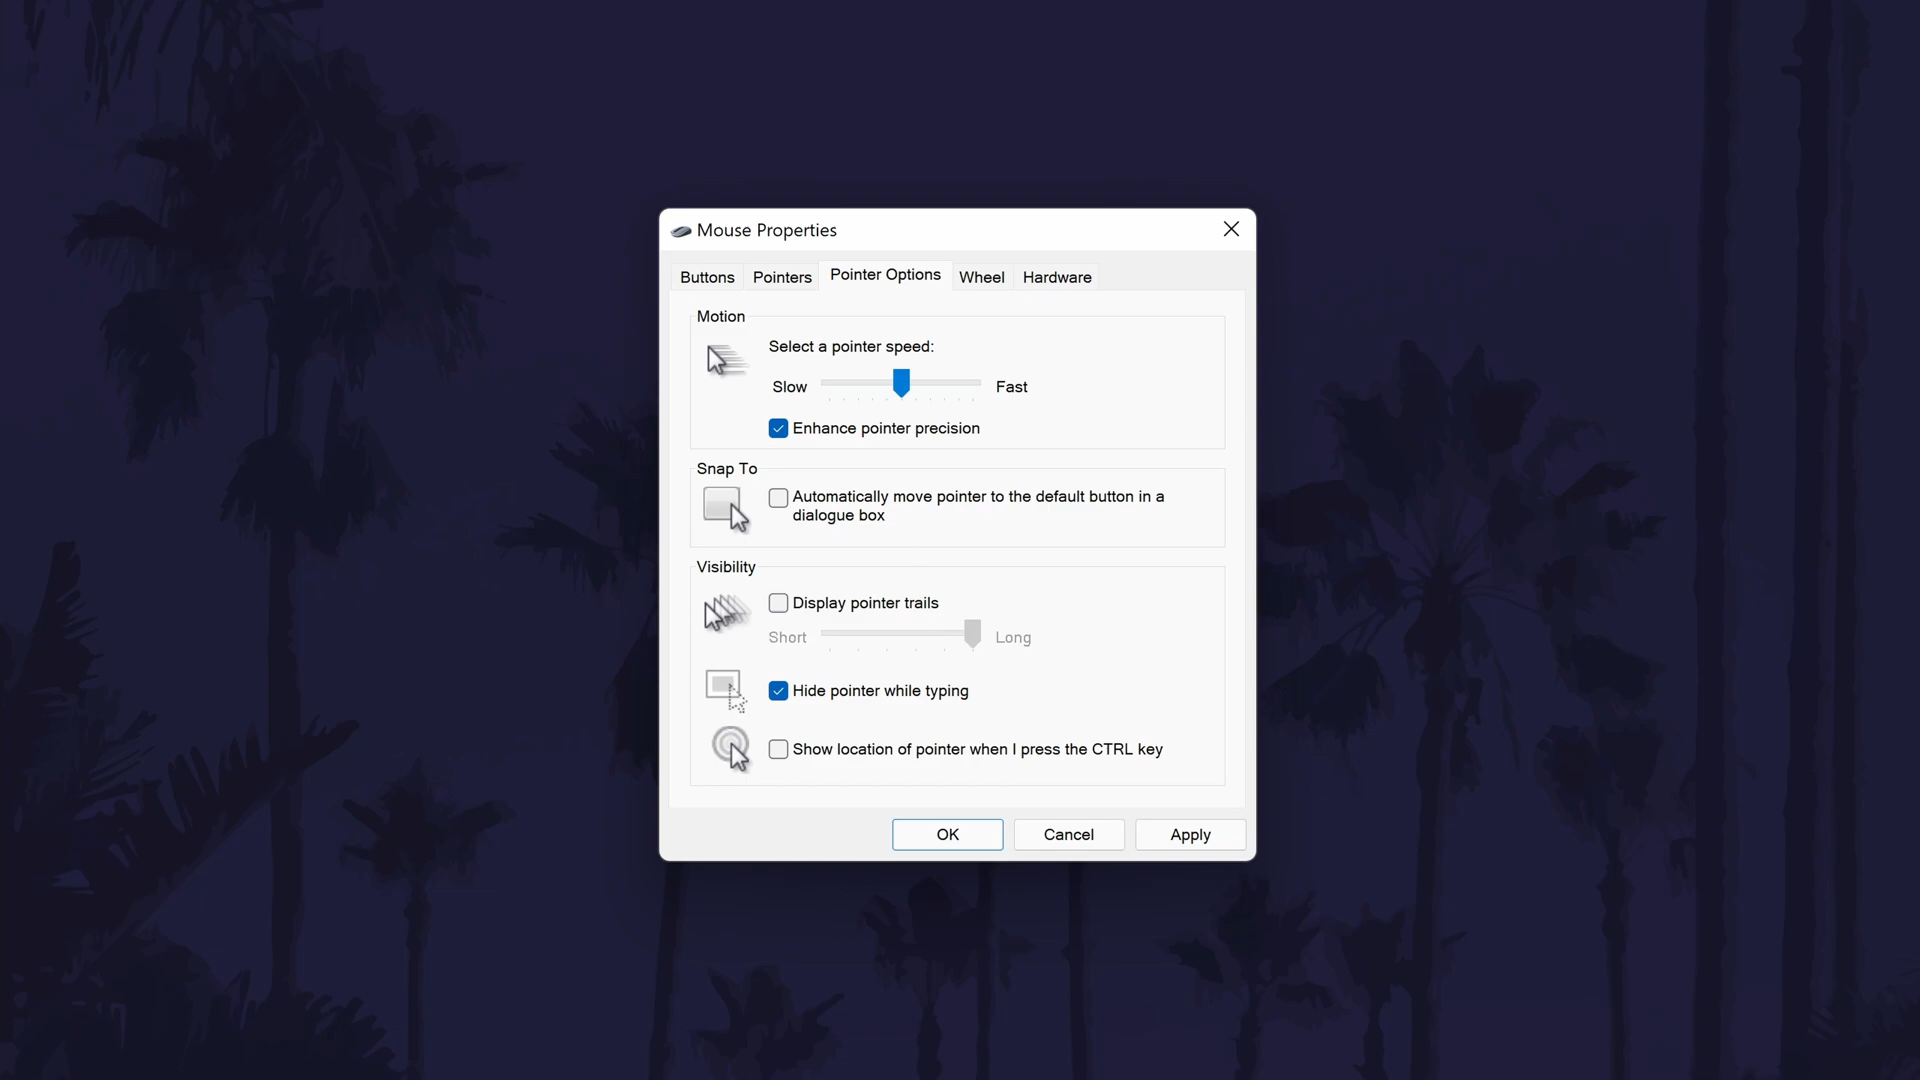 Mouse Properties
Buttons Pointers Pointer Options Wheel Hardware
Motion
Select a pointer speed:
Slow Fast
Enhance pointer precision
Snap To
Automatically move pointer to the default button in a
dialogue box
Visibility
Display pointer trails
Short Long
Hide pointer while typing
Show location of pointer when I press the CTRL key
OK Cancel Apply